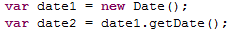 var date1 = new Date();
var date2 = date1.getDate();